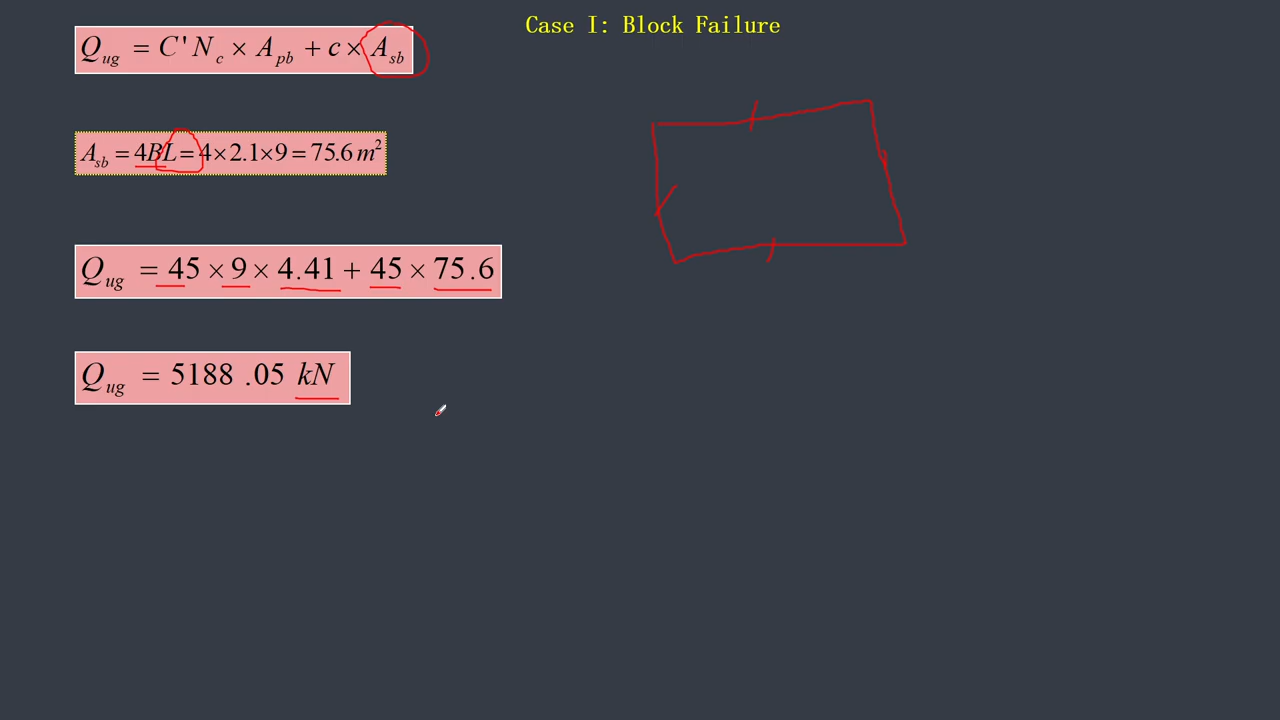 Case I: Block Failure
Q_ug = C'N_c × A_pb + c × A_sb
A_sb = 4BL = 4×2.1×9 = 75.6 m²
Q_ug = 45 × 9 × 4.41 + 45 × 75.6
Q_ug = 5188 .05 kN